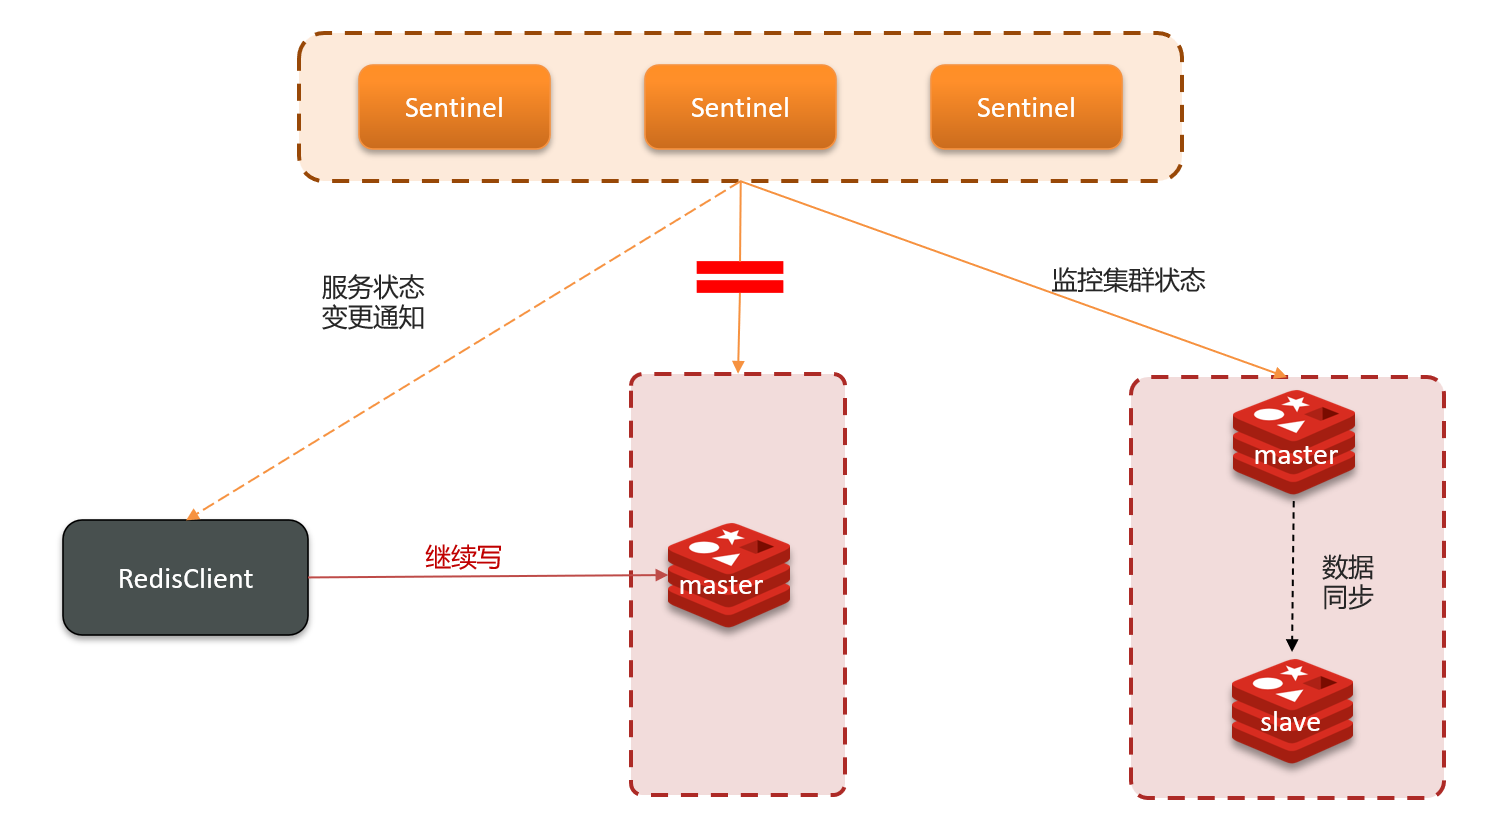 Sentinel
Sentinel
Sentinel
服务状态
变更通知
监控集群状态
master
继续写
RedisClient
master
数据
同步
slave